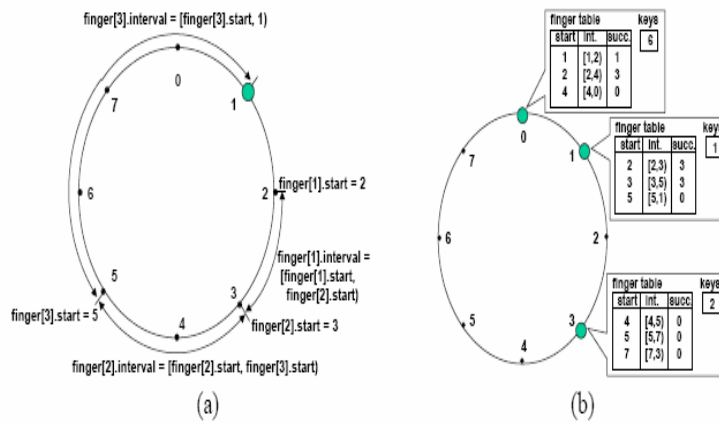 finger[3].interval = [finger[3].start, 1)
0
1
7
6
2
finger[1].start = 2
finger[1].interval =
[finger[1].start,
finger[2].start)
5
3
4
finger[3].start = 5
finger[2].start = 3
finger[2].interval = [finger[2].start, finger[3].start)
(a)
finger table keys
start int. succ. 6
1 [1,2) 1
2 [2,4) 3
4 [4,0) 0
0
1
7
6
2
5
3
4
finger table keys
start int. succ. 1
2 [2,3) 3
3 [3,5) 3
5 [5,1) 0
finger table keys
start int. succ. 2
4 [4,5) 0
5 [5,7) 0
7 [7,3) 0
(b)